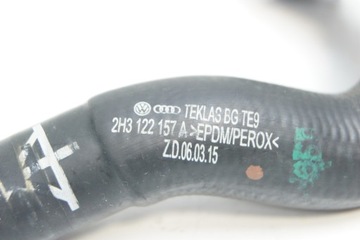 TEKLAS BG TE9
2H3 122 157 A >EPDM/PEROX<
Z.D.06.03.15